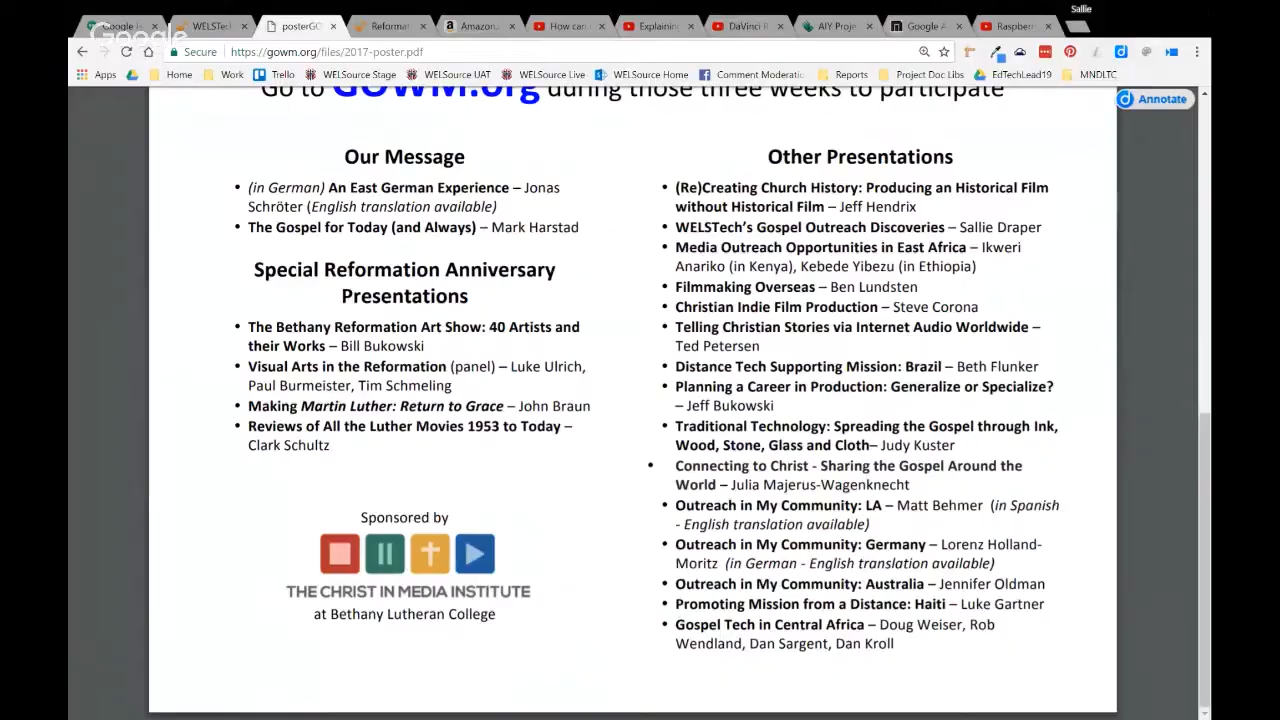 Sallie
Google
WELSTech
posterGO
Reformat
Amazon.
How can
Explaining
DaVinci R
AIY Proje
Google A
Raspberr
Secure
https://gowm.org/files/2017-poster.pdf
Apps
Home
Work
Trello
WELSource Stage
WELSource UAT
WELSource Live
WELSource Home
Comment Moderatio
Reports
Project Doc Libs
EdTechLead19
MNDLTC
Annotate
Go to GOWM.org during those three weeks to participate
Our Message
• (in German) An East German Experience – Jonas
Schröter (English translation available)
• The Gospel for Today (and Always) – Mark Harstad
Special Reformation Anniversary
Presentations
• The Bethany Reformation Art Show: 40 Artists and
their Works – Bill Bukowski
• Visual Arts in the Reformation (panel) – Luke Ulrich,
Paul Burmeister, Tim Schmeling
• Making Martin Luther: Return to Grace – John Braun
• Reviews of All the Luther Movies 1953 to Today –
Clark Schultz
Sponsored by
THE CHRIST IN MEDIA INSTITUTE
at Bethany Lutheran College
Other Presentations
• (Re)Creating Church History: Producing an Historical Film
without Historical Film – Jeff Hendrix
• WELSTech’s Gospel Outreach Discoveries – Sallie Draper
• Media Outreach Opportunities in East Africa – Ikweri
Anariko (in Kenya), Kebede Yibezu (in Ethiopia)
• Filmmaking Overseas – Ben Lundsten
• Christian Indie Film Production – Steve Corona
• Telling Christian Stories via Internet Audio Worldwide –
Ted Petersen
• Distance Tech Supporting Mission: Brazil – Beth Flunker
• Planning a Career in Production: Generalize or Specialize?
– Jeff Bukowski
• Traditional Technology: Spreading the Gospel through Ink,
Wood, Stone, Glass and Cloth– Judy Kuster
• Connecting to Christ - Sharing the Gospel Around the
World – Julia Majerus-Wagenknecht
• Outreach in My Community: LA – Matt Behmer (in Spanish
- English translation available)
• Outreach in My Community: Germany – Lorenz Holland-
Moritz (in German - English translation available)
• Outreach in My Community: Australia – Jennifer Oldman
• Promoting Mission from a Distance: Haiti – Luke Gartner
• Gospel Tech in Central Africa – Doug Weiser, Rob
Wendland, Dan Sargent, Dan Kroll